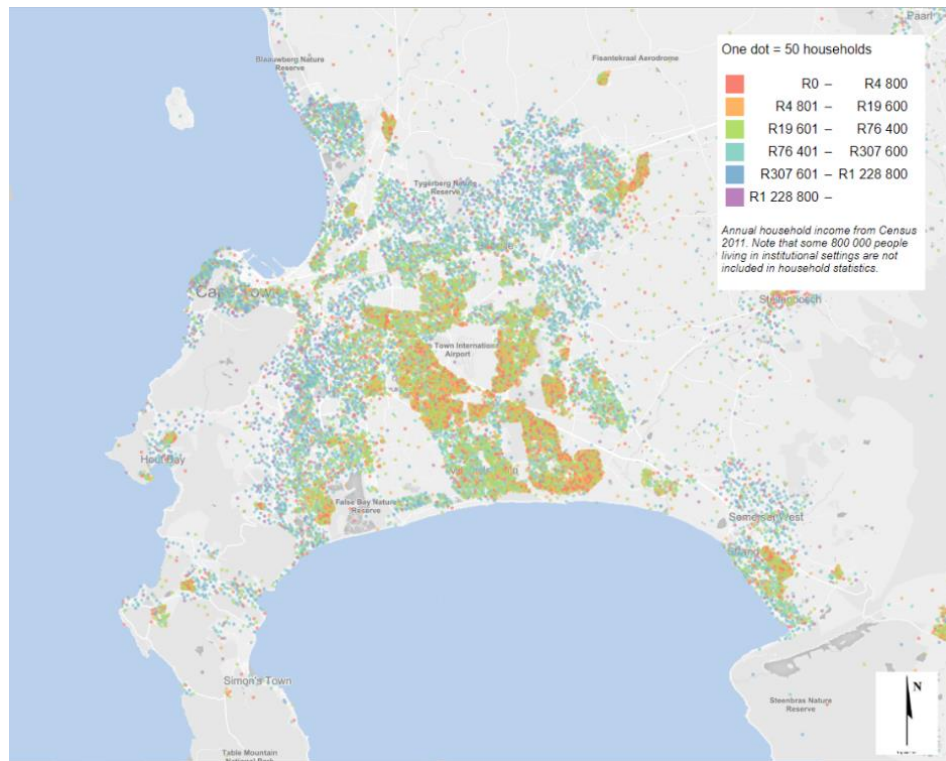 Paarl
Blaauwberg Nature
Reserve
Fisantekraal Aerodrome
One dot = 50 households
R0 – R4 800
R4 801 – R19 600
R19 601 – R76 400
R76 401 – R307 600
R307 601 – R1 228 800
R1 228 800 –
Annual household income from Census
2011. Note that some 800 000 people
living in institutional settings are not
included in household statistics.
Tygerberg Nature
Reserve
Cape Town
Stellenbosch
Town International
Airport
Hout Bay
False Bay Nature
Reserve
Somerset West
Strand
Simon's Town
Steenbras Nature
Reserve
Table Mountain
National Park
N